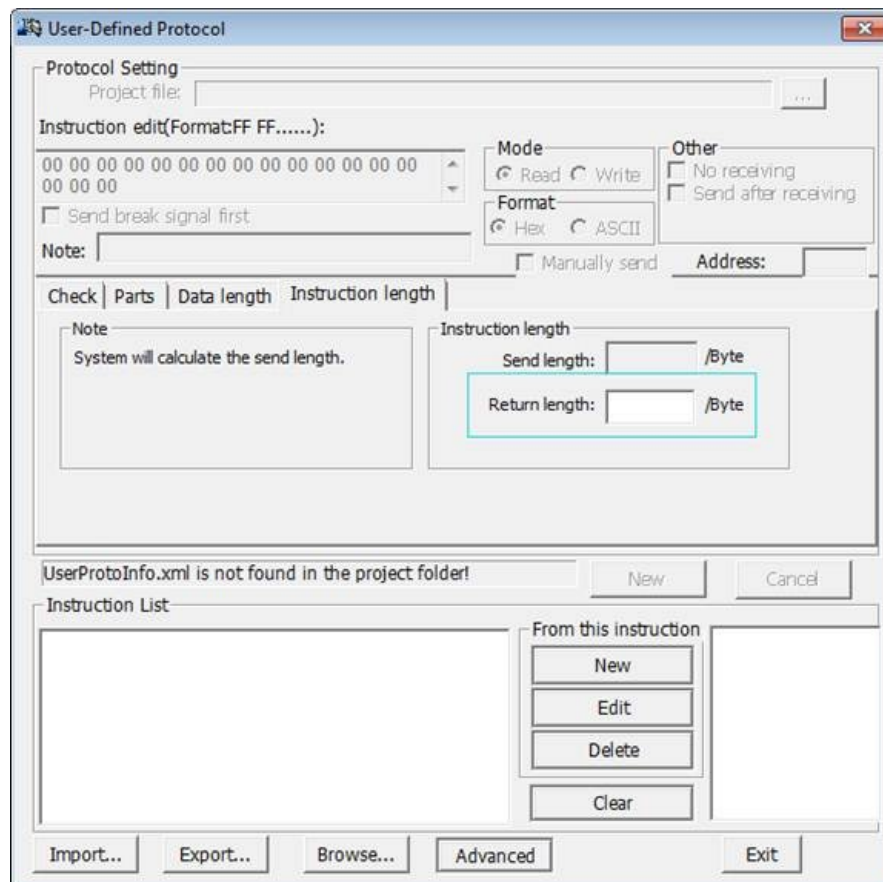 User-Defined Protocol
Protocol Setting
Project file:
...
Instruction edit(Format:FF FF......):
00 00 00 00 00 00 00 00 00 00 00 00 00 00
00 00 00
Send break signal first
Note:
Mode
Read Write
Format
Hex ASCII
Other
No receiving
Send after receiving
Manually send
Address:
Check Parts Data length Instruction length
Note
System will calculate the send length.
Instruction length
Send length: /Byte
Return length: /Byte
UserProtoInfo.xml is not found in the project folder!
New Cancel
Instruction List
From this instruction
New
Edit
Delete
Clear
Import... Export... Browse... Advanced Exit